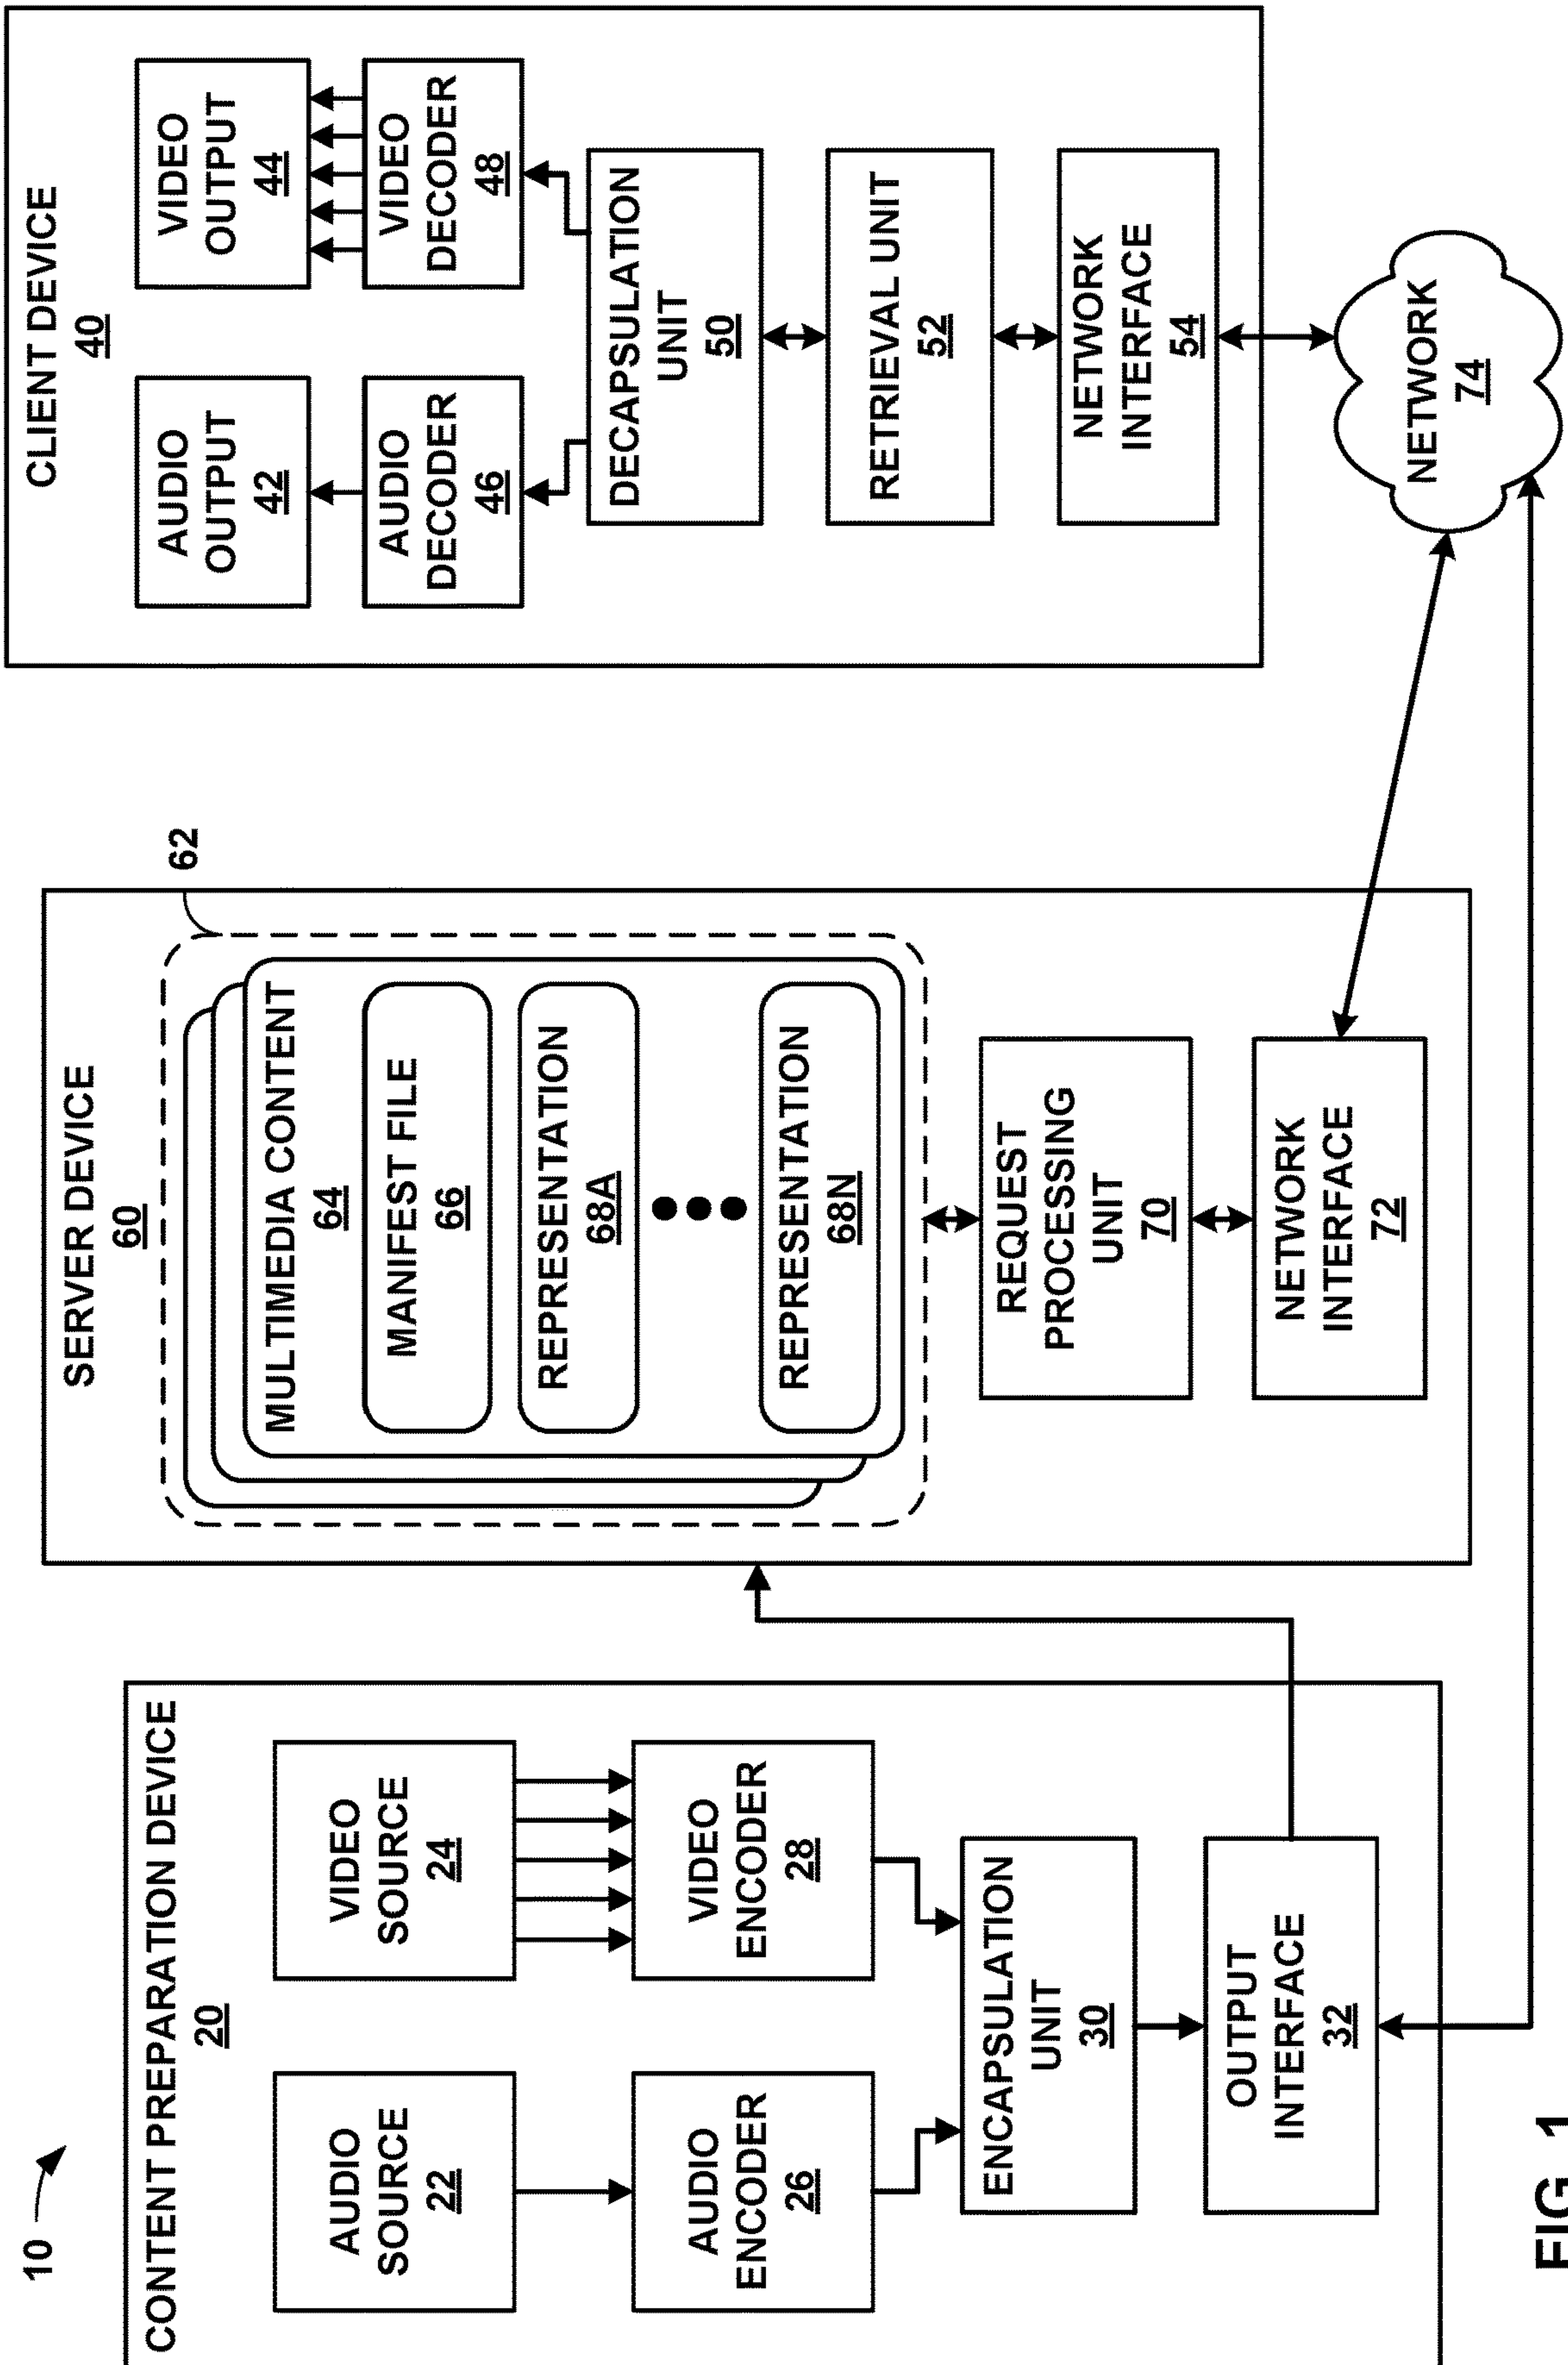 10
CONTENT PREPARATION DEVICE
20
AUDIO
SOURCE
22
VIDEO
SOURCE
24
AUDIO
ENCODER
26
VIDEO
ENCODER
28
ENCAPSULATION
UNIT
30
OUTPUT
INTERFACE
32
SERVER DEVICE
60
62
MULTIMEDIA CONTENT
64
MANIFEST FILE
66
REPRESENTATION
68A
REPRESENTATION
68N
REQUEST
PROCESSING
UNIT
70
NETWORK
INTERFACE
72
CLIENT DEVICE
40
AUDIO
OUTPUT
42
VIDEO
OUTPUT
44
AUDIO
DECODER
46
VIDEO
DECODER
48
DECAPSULATION
UNIT
50
RETRIEVAL UNIT
52
NETWORK
INTERFACE
54
NETWORK
74
FIG. 1